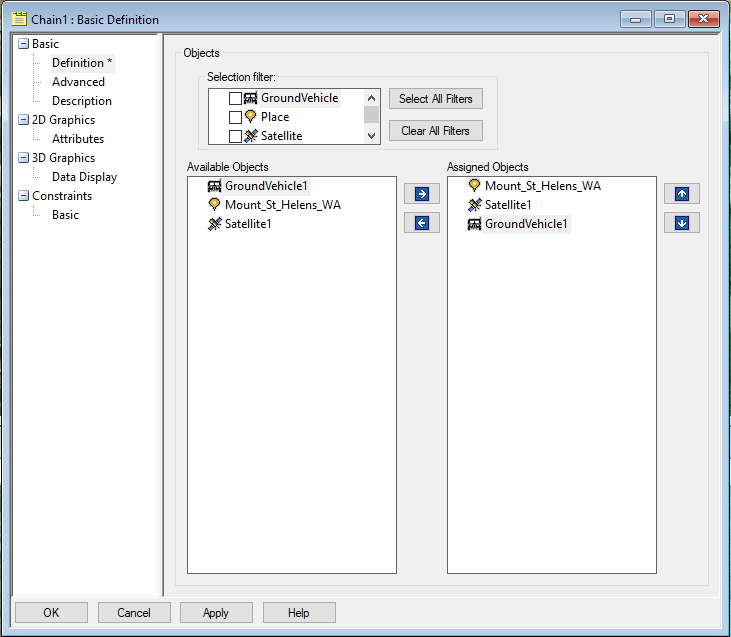 Chain1 : Basic Definition
Basic
Definition *
Advanced
Description
2D Graphics
Attributes
3D Graphics
Data Display
Constraints
Basic
Objects
Selection filter:
GroundVehicle
Place
Satellite
Select All Filters
Clear All Filters
Available Objects
GroundVehicle1
Mount_St_Helens_WA
Satellite1
Assigned Objects
Mount_St_Helens_WA
Satellite1
GroundVehicle1
OK Cancel Apply Help